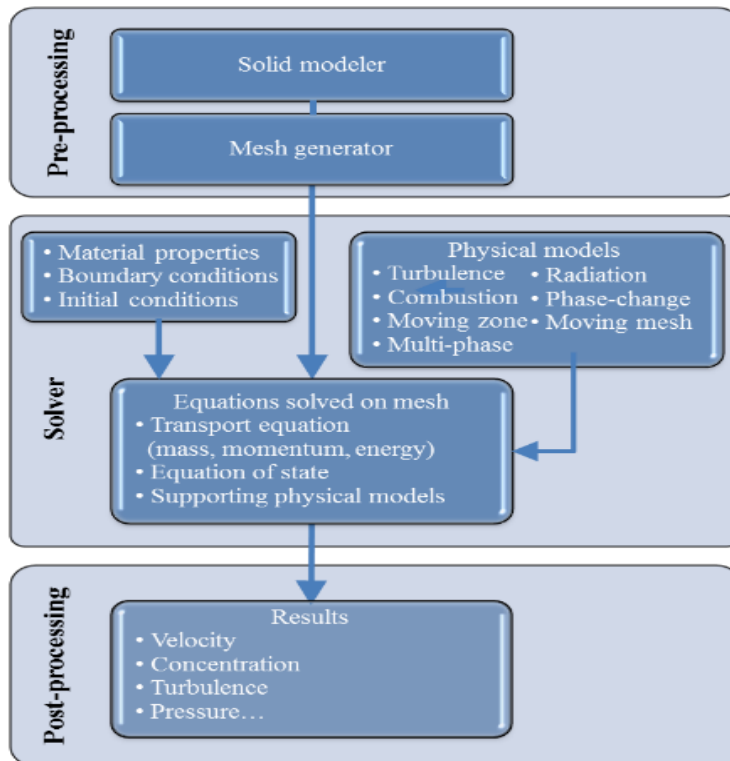 Pre-processing
Solid modeler
Mesh generator
Solver
• Material properties
• Boundary conditions
• Initial conditions
Physical models
• Turbulence
• Combustion
• Moving zone
• Multi-phase
• Radiation
• Phase-change
• Moving mesh
Equations solved on mesh
• Transport equation
(mass, momentum, energy)
• Equation of state
• Supporting physical models
Post-processing
Results
• Velocity
• Concentration
• Turbulence
• Pressure…